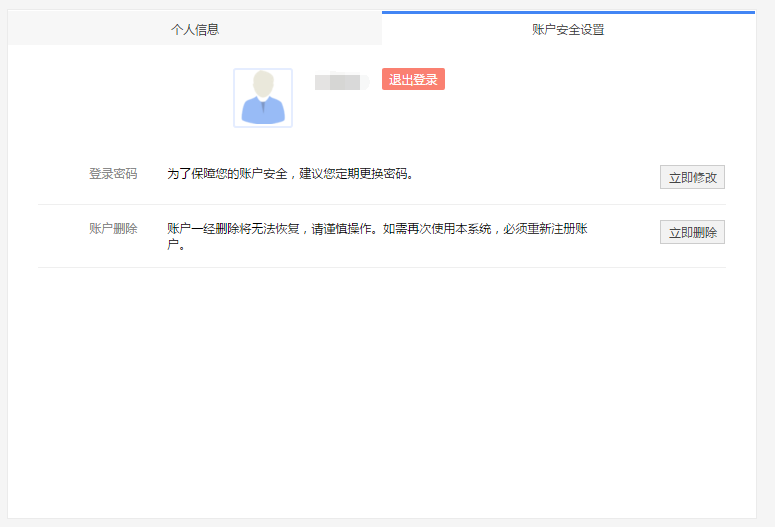 个人信息
账户安全设置
退出登录
登录密码
为了保障您的账户安全，建议您定期更换密码。
立即修改
账户删除
账户一经删除将无法恢复，请谨慎操作。如需再次使用本系统，必须重新注册账
户。
立即删除